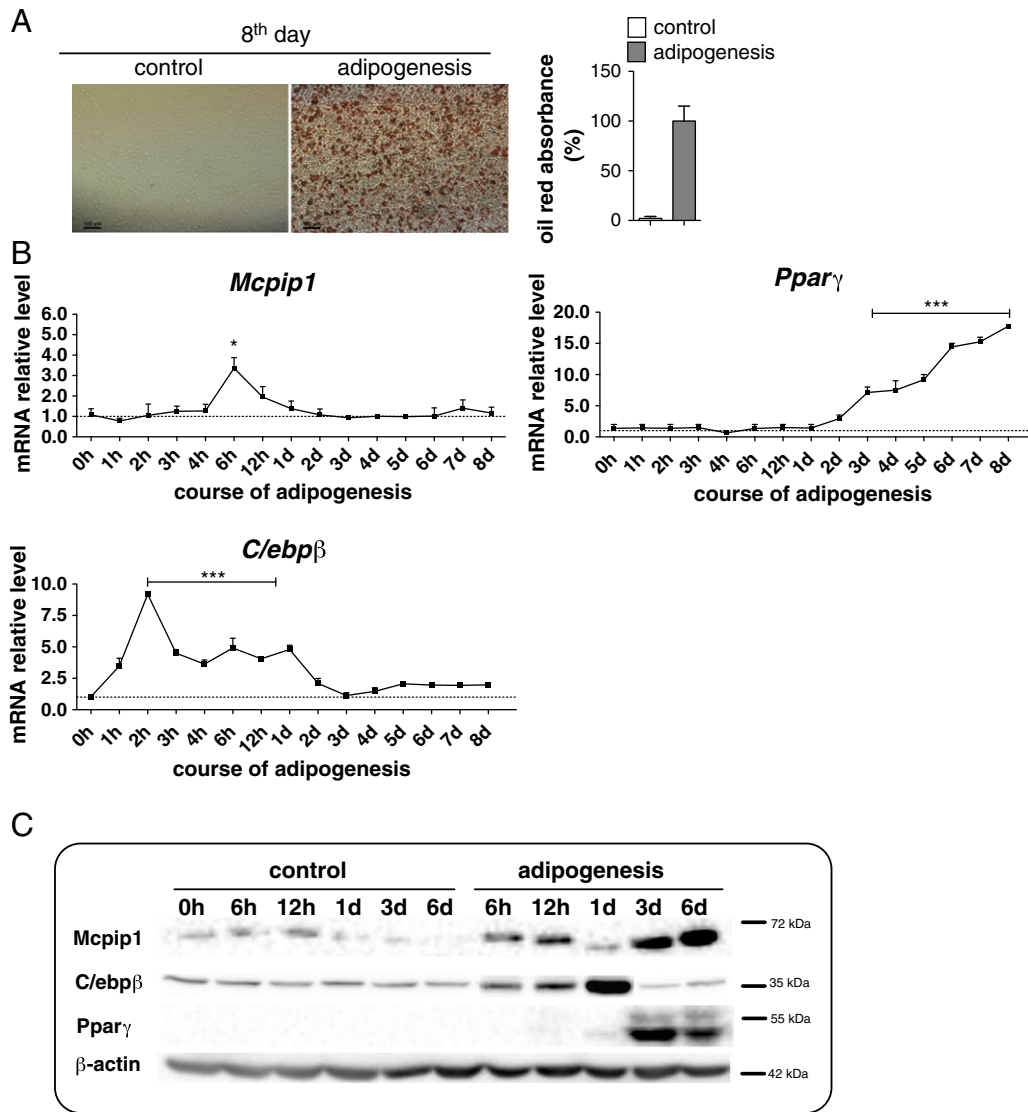 A
8th day
control adipogenesis
control
adipogenesis
oil red absorbance
(%)
150
100
50
0
B
Mcpip1
mRNA relative level
6.0
5.0
4.0
3.0
2.0
1.0
0.0
*
0h 1h 2h 3h 4h 6h 12h 1d 2d 3d 4d 5d 6d 7d 8d
course of adipogenesis
Pparγ
mRNA relative level
20.0
15.0
10.0
5.0
0.0
***
0h 1h 2h 3h 4h 6h 12h 1d 2d 3d 4d 5d 6d 7d 8d
course of adipogenesis
C/ebpβ
mRNA relative level
10.0
7.5
5.0
2.5
0.0
***
0h 1h 2h 3h 4h 6h 12h 1d 2d 3d 4d 5d 6d 7d 8d
course of adipogenesis
C
control adipogenesis
0h 6h 12h 1d 3d 6d 6h 12h 1d 3d 6d
Mcpip1 72 kDa
C/ebpβ 35 kDa
Pparγ 55 kDa
β-actin 42 kDa